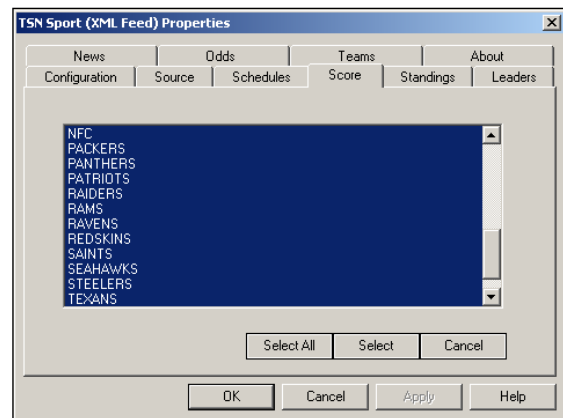 TSN Sport (XML Feed) Properties
News Odds Teams About
Configuration Source Schedules Score Standings Leaders
NFC
PACKERS
PANTHERS
PATRIOTS
RAIDERS
RAMS
RAVENS
REDSKINS
SAINTS
SEAHAWKS
STEELERS
TEXANS
Select All Select Cancel
OK Cancel Apply Help